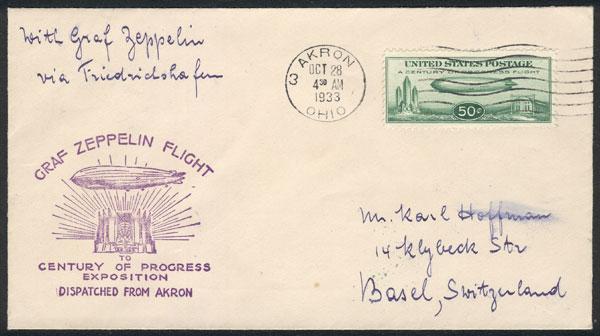 With Graf Zeppelin
via Friedrichshafen
3 AKRON
OCT 28
4 30 AM
1933
OHIO
UNITED STATES POSTAGE
A CENTURY OF PROGRESS FLIGHT
50¢
GRAF ZEPPELIN FLIGHT
TO
CENTURY OF PROGRESS
EXPOSITION
DISPATCHED FROM AKRON
Mr. Karl Hoffman
14 Klybeck Str
Basel, Switzerland